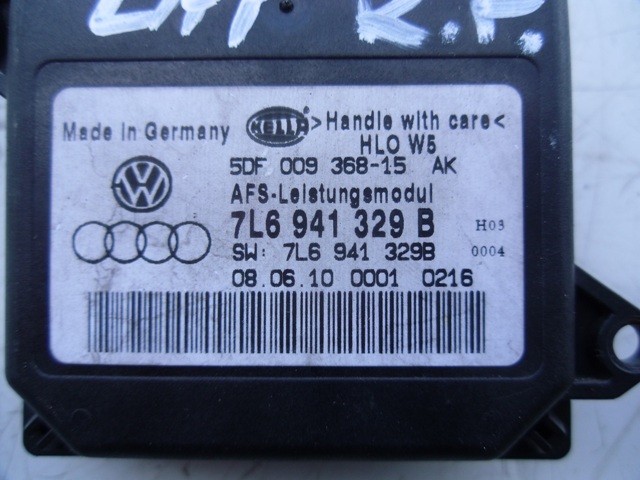 R.P.
Made in Germany
HELLA
>Handle with care<
HLO W5
5DF 009 368-15 AK
AFS-Leistungsmodul
7L6 941 329 B H03
SW: 7L6 941 329B 0004
08.06.10 0001 0216